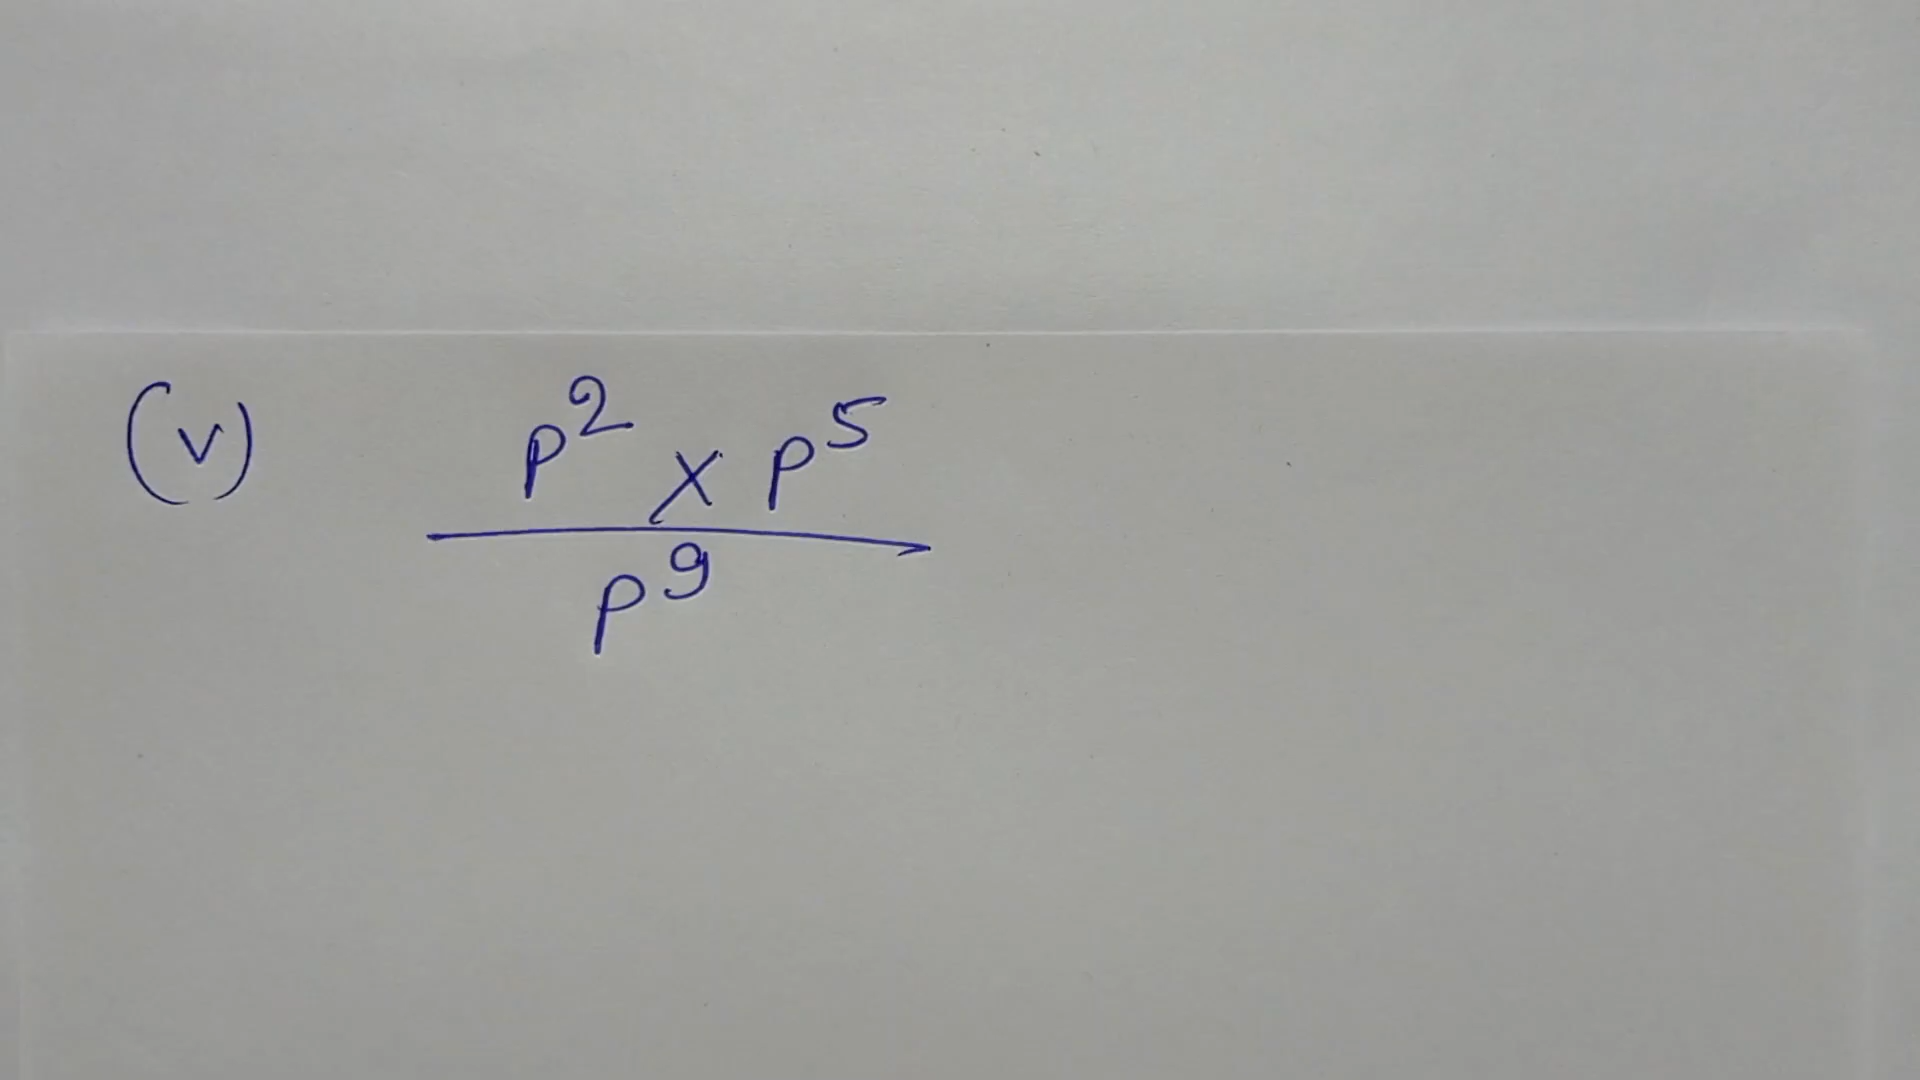 (v) p² × p⁵
p⁹